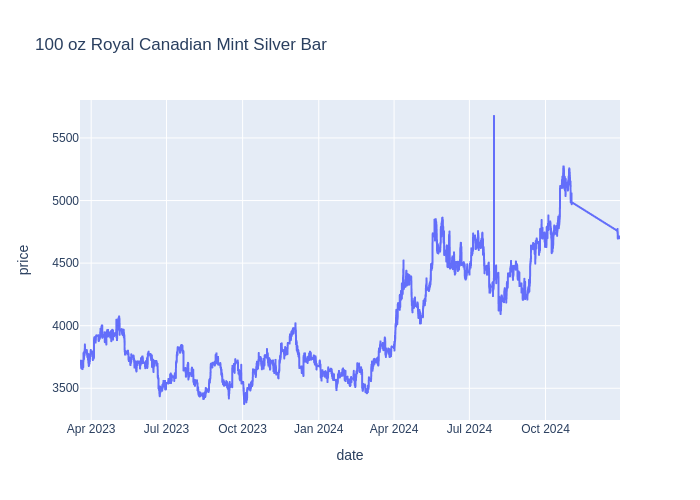 100 oz Royal Canadian Mint Silver Bar
price
5500
5000
4500
4000
3500
Apr 2023 Jul 2023 Oct 2023 Jan 2024 Apr 2024 Jul 2024 Oct 2024
date